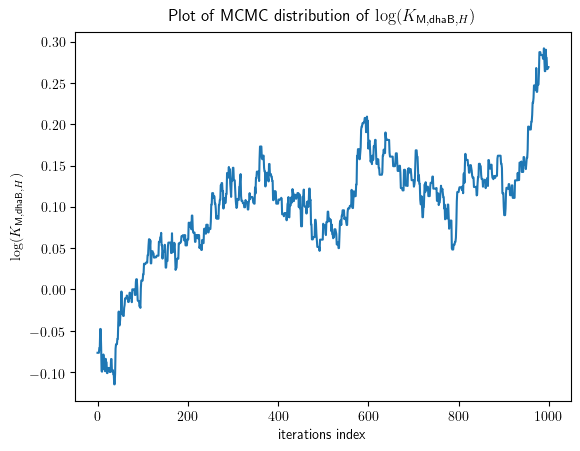 Plot of MCMC distribution of log(K_M,dhaB,H)
log(K_M,dhaB,H)
0.30
0.25
0.20
0.15
0.10
0.05
0.00
−0.05
−0.10
0 200 400 600 800 1000
iterations index